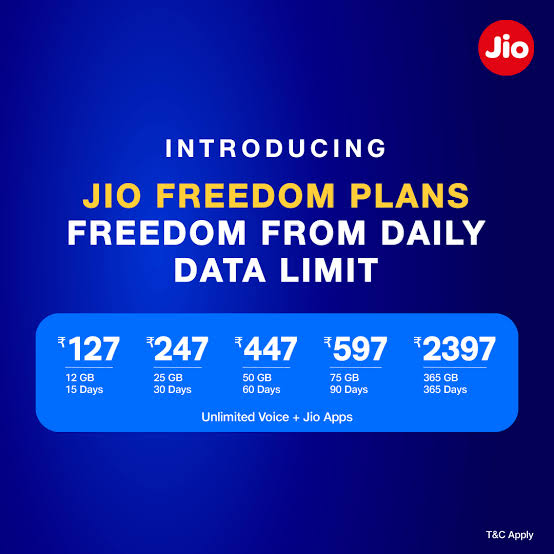 Jio
INTRODUCING
JIO FREEDOM PLANS
FREEDOM FROM DAILY
DATA LIMIT
₹127 ₹247 ₹447 ₹597 ₹2397
12 GB 25 GB 50 GB 75 GB 365 GB
15 Days 30 Days 60 Days 90 Days 365 Days
Unlimited Voice + Jio Apps
T&C Apply